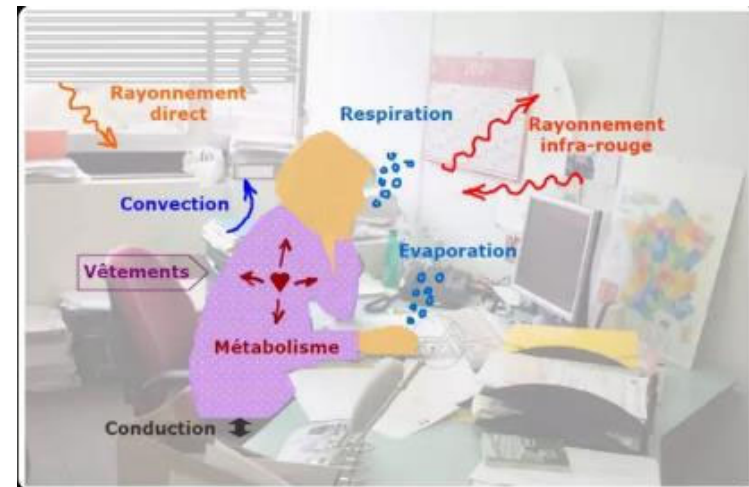 Rayonnement
direct
Respiration
Rayonnement
infra-rouge
Convection
Evaporation
Vêtements
Métabolisme
Conduction